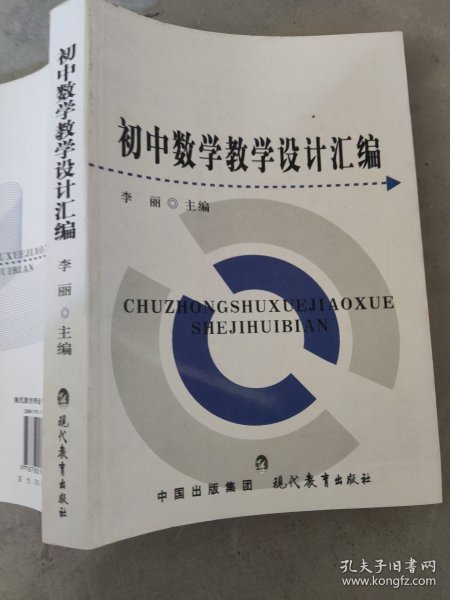 初中数学教学设计汇编
李 丽 ◎ 主编
CHUZHONGSHUXUEJIAOXUE
SHEJIHUIBIAN
中国出版集团 现代教育出版社
初中数学教学设计汇编
李 丽 ◎ 主编
现代教育出版社
孔夫子旧书网
www.kongfz.com